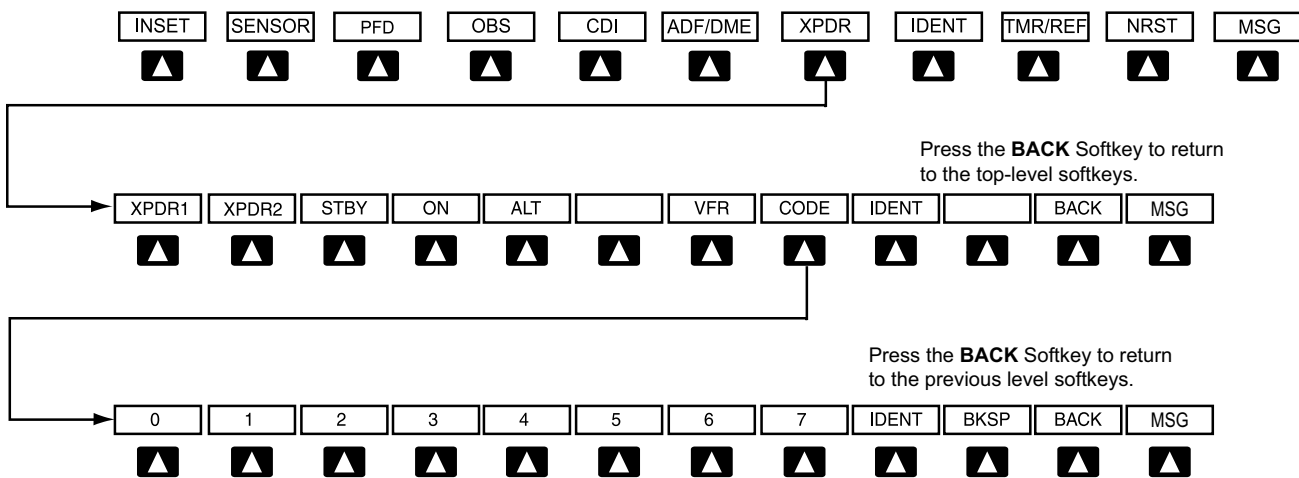 INSET SENSOR PFD OBS CDI ADF/DME XPDR IDENT TMR/REF NRST MSG
Press the BACK Softkey to return
to the top-level softkeys.
XPDR1 XPDR2 STBY ON ALT VFR CODE IDENT BACK MSG
Press the BACK Softkey to return
to the previous level softkeys.
0 1 2 3 4 5 6 7 IDENT BKSP BACK MSG